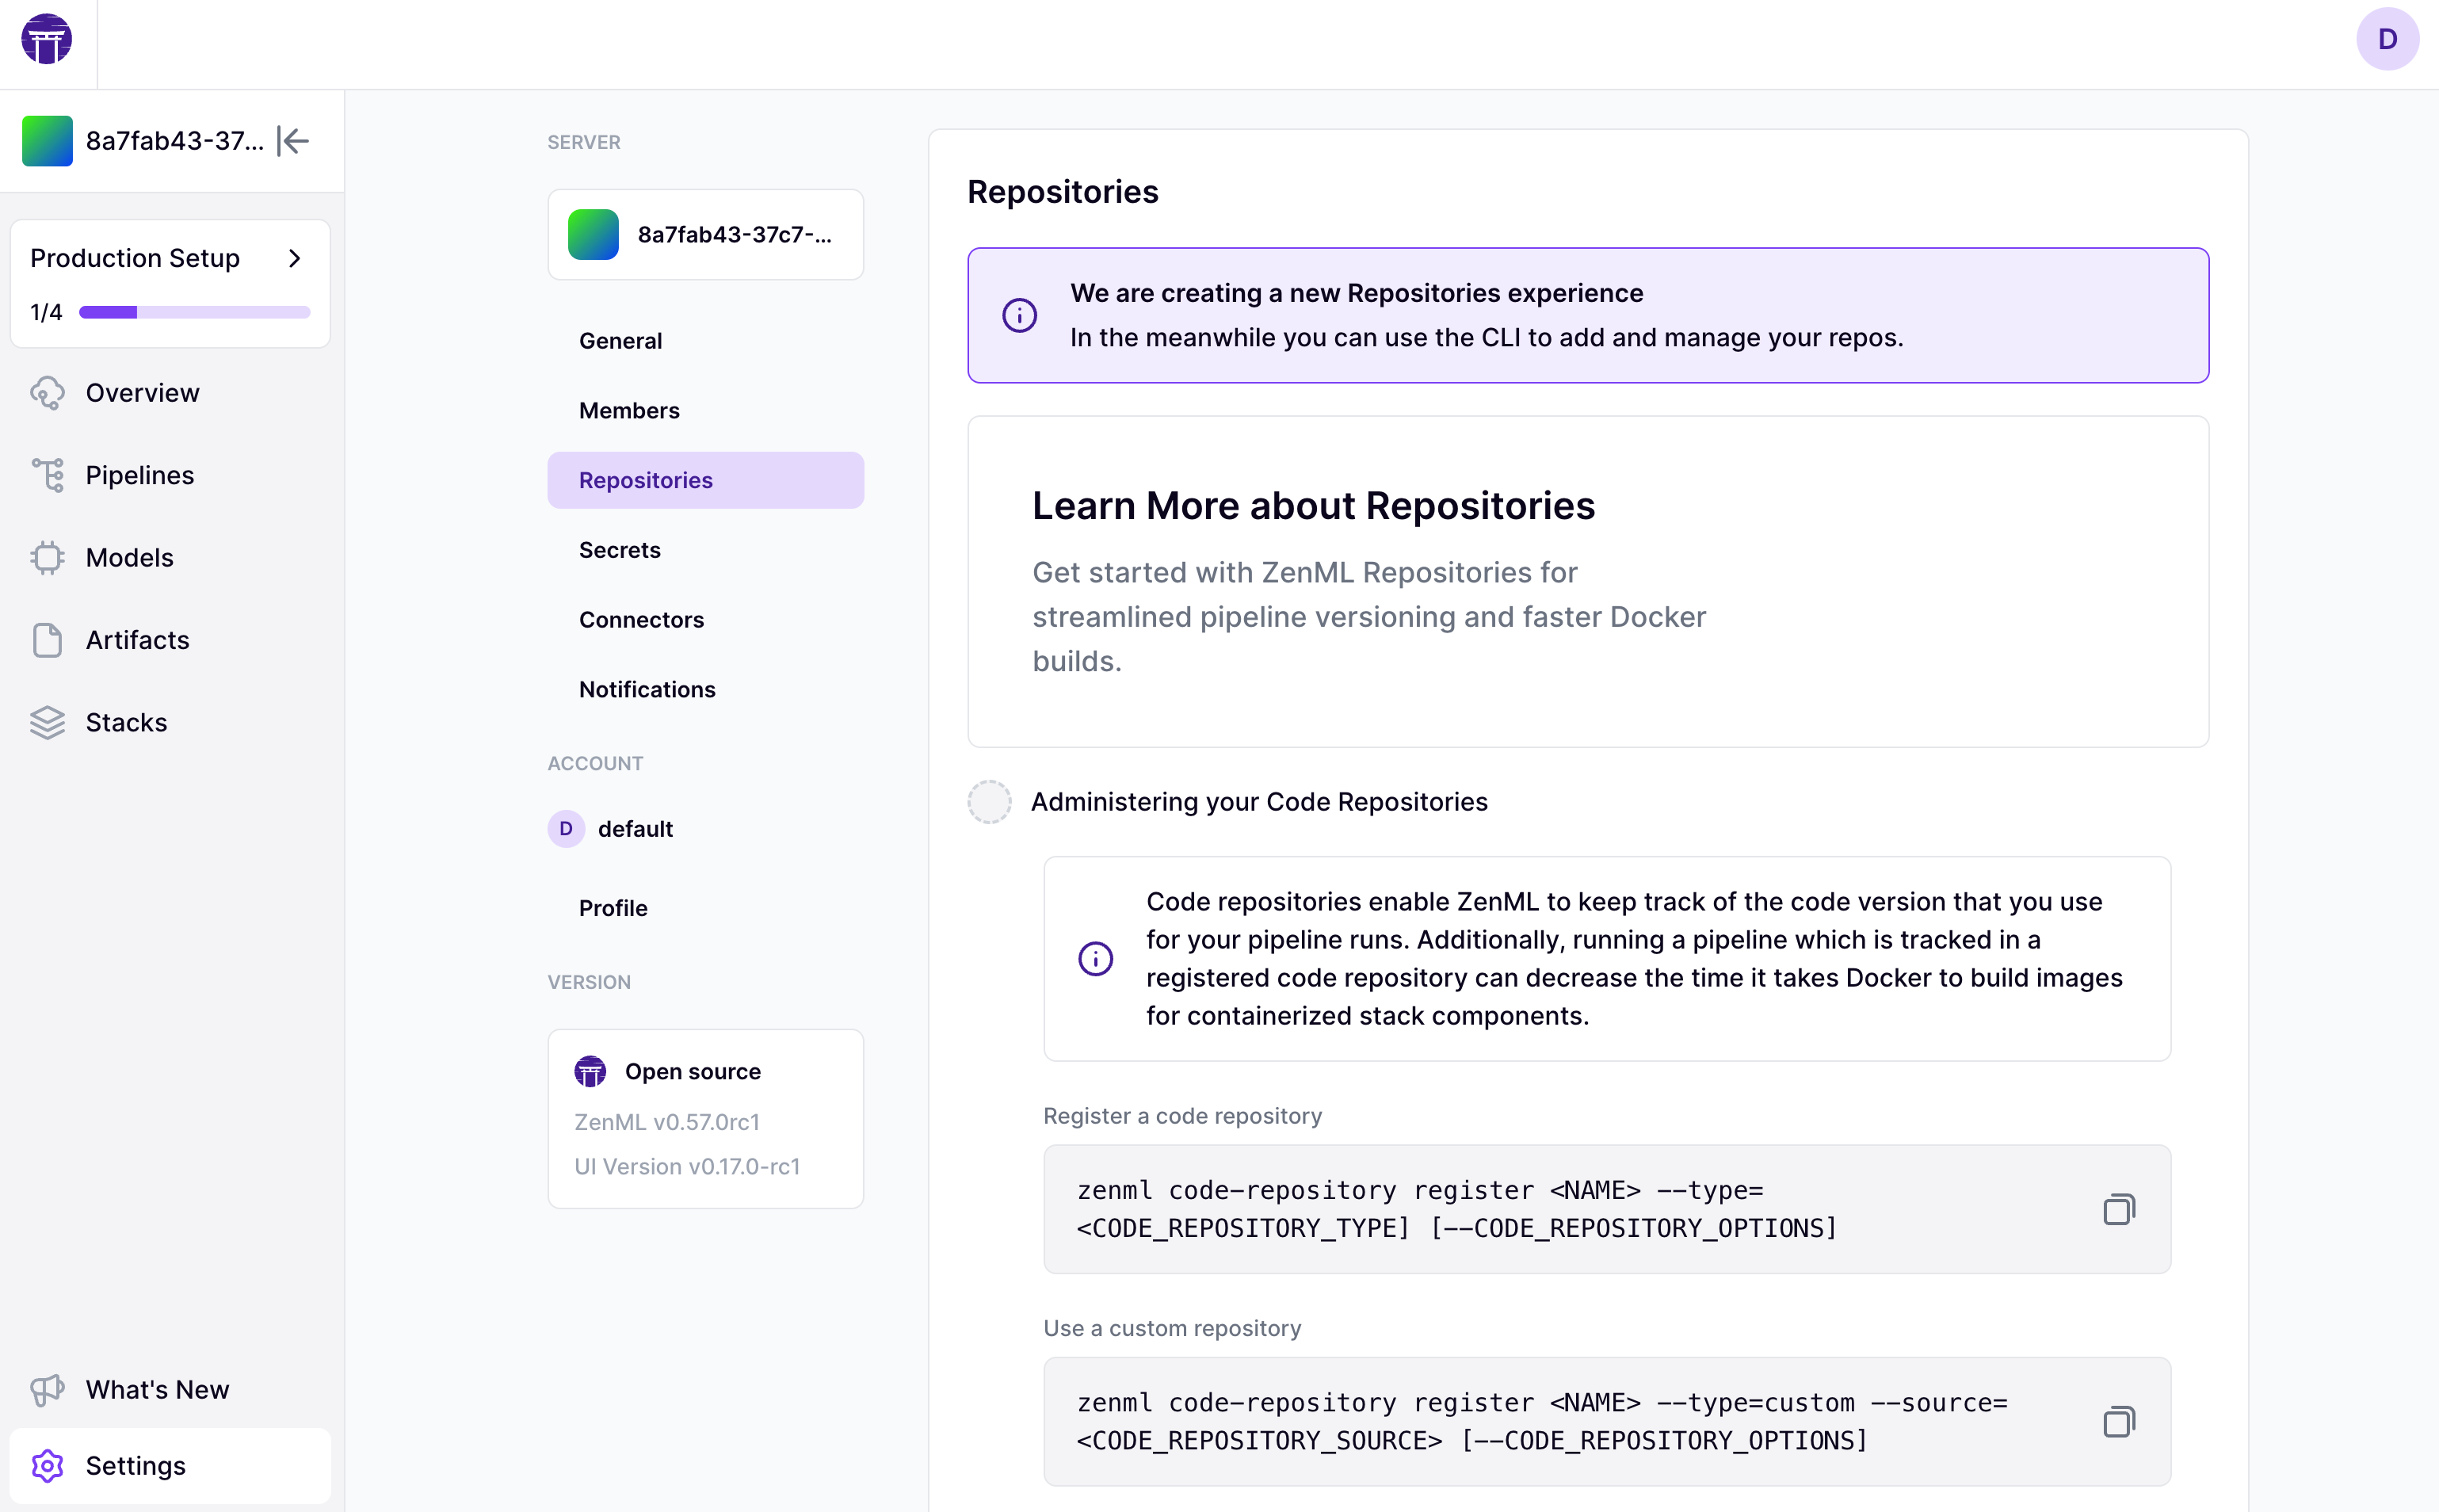 D
8a7fab43-37...
Production Setup
1/4
Overview
Pipelines
Models
Artifacts
Stacks
What's New
Settings
SERVER
8a7fab43-37c7-...
General
Members
Repositories
Secrets
Connectors
Notifications
ACCOUNT
D default
Profile
VERSION
Open source
ZenML v0.57.0rc1
UI Version v0.17.0-rc1
Repositories
We are creating a new Repositories experience
In the meanwhile you can use the CLI to add and manage your repos.
Learn More about Repositories
Get started with ZenML Repositories for
streamlined pipeline versioning and faster Docker
builds.
Administering your Code Repositories
Code repositories enable ZenML to keep track of the code version that you use
for your pipeline runs. Additionally, running a pipeline which is tracked in a
registered code repository can decrease the time it takes Docker to build images
for containerized stack components.
Register a code repository
zenml code-repository register <NAME> --type=
<CODE_REPOSITORY_TYPE] [--CODE_REPOSITORY_OPTIONS]
Use a custom repository
zenml code-repository register <NAME> --type=custom --source=
<CODE_REPOSITORY_SOURCE> [--CODE_REPOSITORY_OPTIONS]